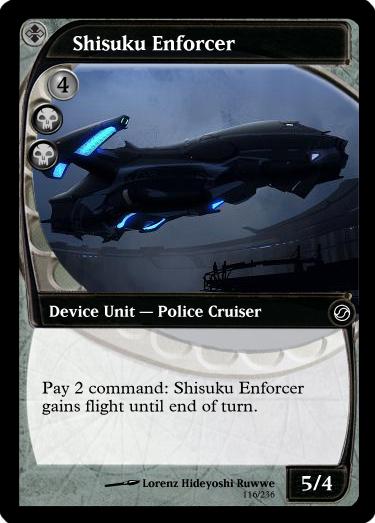 Shisuku Enforcer
4
Device Unit — Police Cruiser
Pay 2 command: Shisuku Enforcer
gains flight until end of turn.
Lorenz Hideyoshi Ruwwe
116/236
5/4